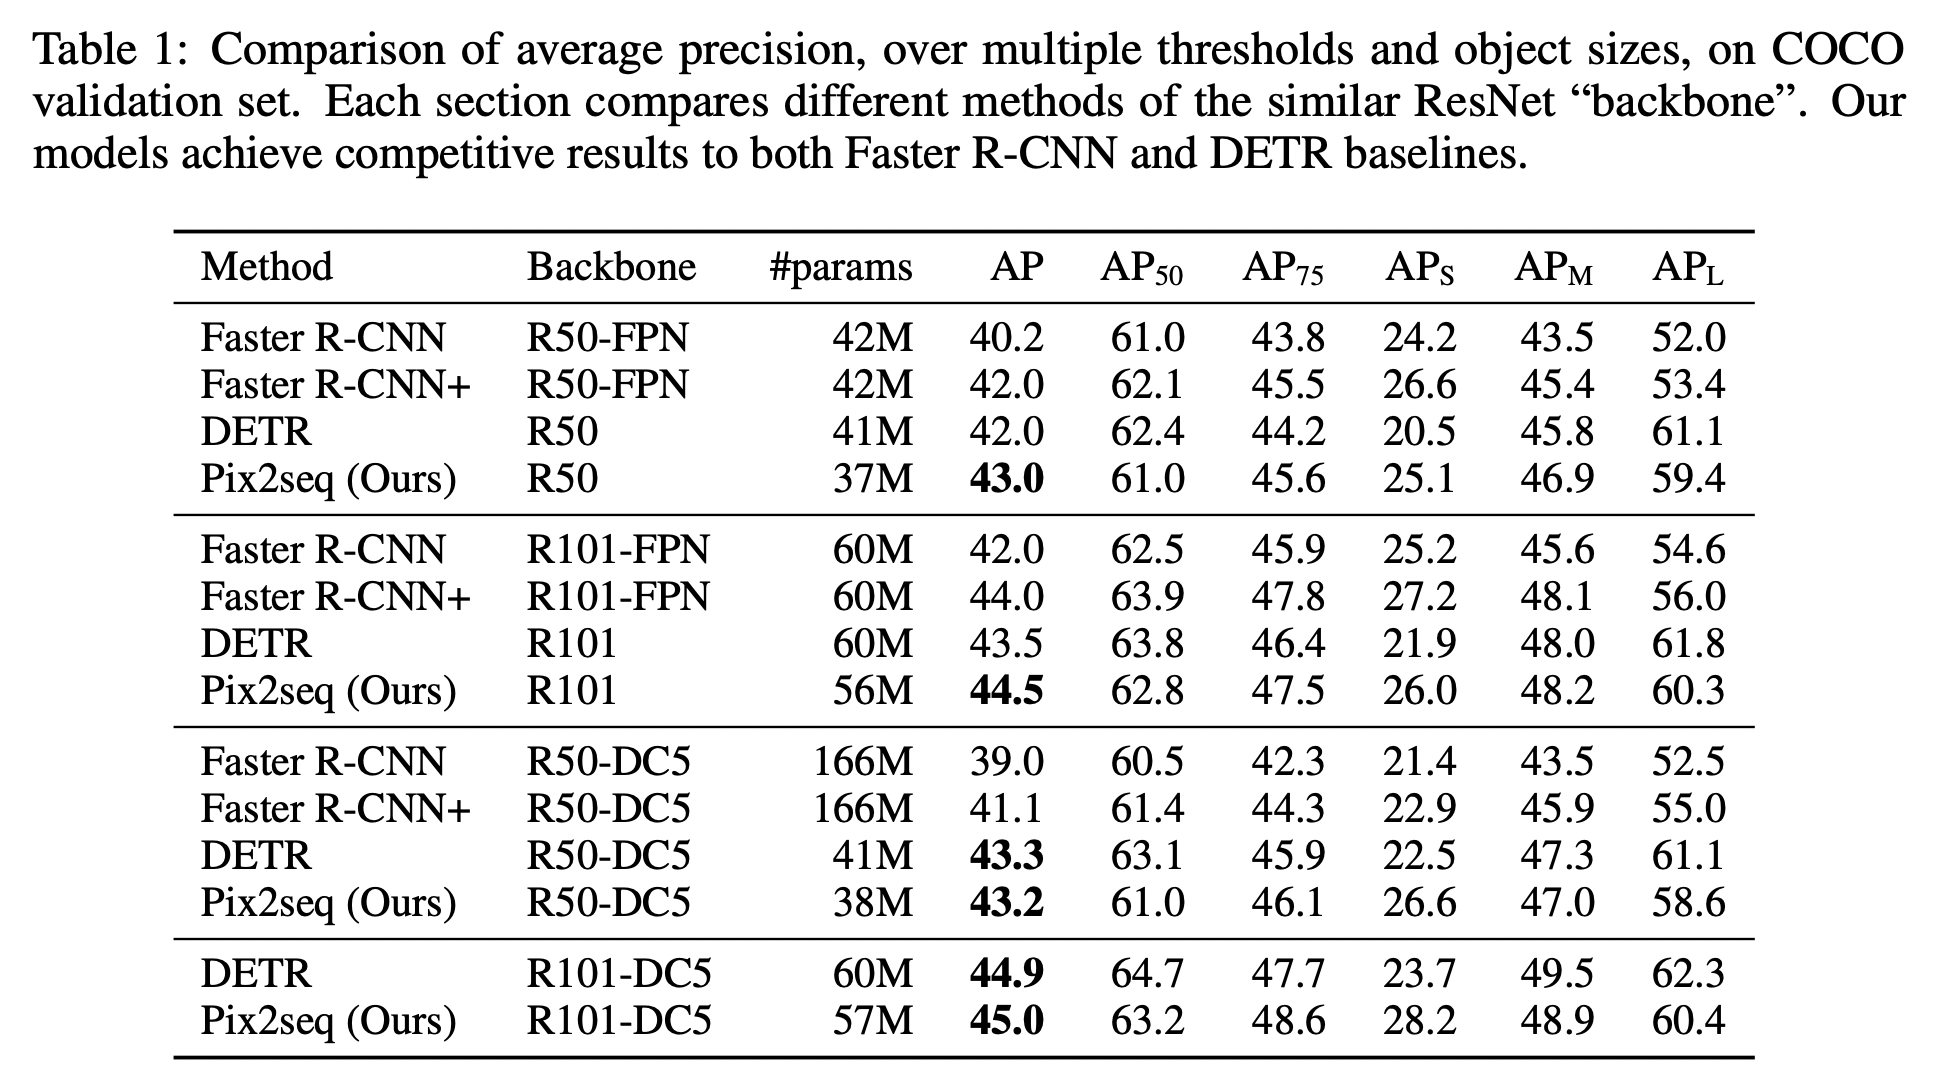 Table 1: Comparison of average precision, over multiple thresholds and object sizes, on COCO
validation set. Each section compares different methods of the similar ResNet “backbone”. Our
models achieve competitive results to both Faster R-CNN and DETR baselines.
Method Backbone #params AP AP50 AP75 APS APM APL
Faster R-CNN R50-FPN 42M 40.2 61.0 43.8 24.2 43.5 52.0
Faster R-CNN+ R50-FPN 42M 42.0 62.1 45.5 26.6 45.4 53.4
DETR R50 41M 42.0 62.4 44.2 20.5 45.8 61.1
Pix2seq (Ours) R50 37M 43.0 61.0 45.6 25.1 46.9 59.4
Faster R-CNN R101-FPN 60M 42.0 62.5 45.9 25.2 45.6 54.6
Faster R-CNN+ R101-FPN 60M 44.0 63.9 47.8 27.2 48.1 56.0
DETR R101 60M 43.5 63.8 46.4 21.9 48.0 61.8
Pix2seq (Ours) R101 56M 44.5 62.8 47.5 26.0 48.2 60.3
Faster R-CNN R50-DC5 166M 39.0 60.5 42.3 21.4 43.5 52.5
Faster R-CNN+ R50-DC5 166M 41.1 61.4 44.3 22.9 45.9 55.0
DETR R50-DC5 41M 43.3 63.1 45.9 22.5 47.3 61.1
Pix2seq (Ours) R50-DC5 38M 43.2 61.0 46.1 26.6 47.0 58.6
DETR R101-DC5 60M 44.9 64.7 47.7 23.7 49.5 62.3
Pix2seq (Ours) R101-DC5 57M 45.0 63.2 48.6 28.2 48.9 60.4